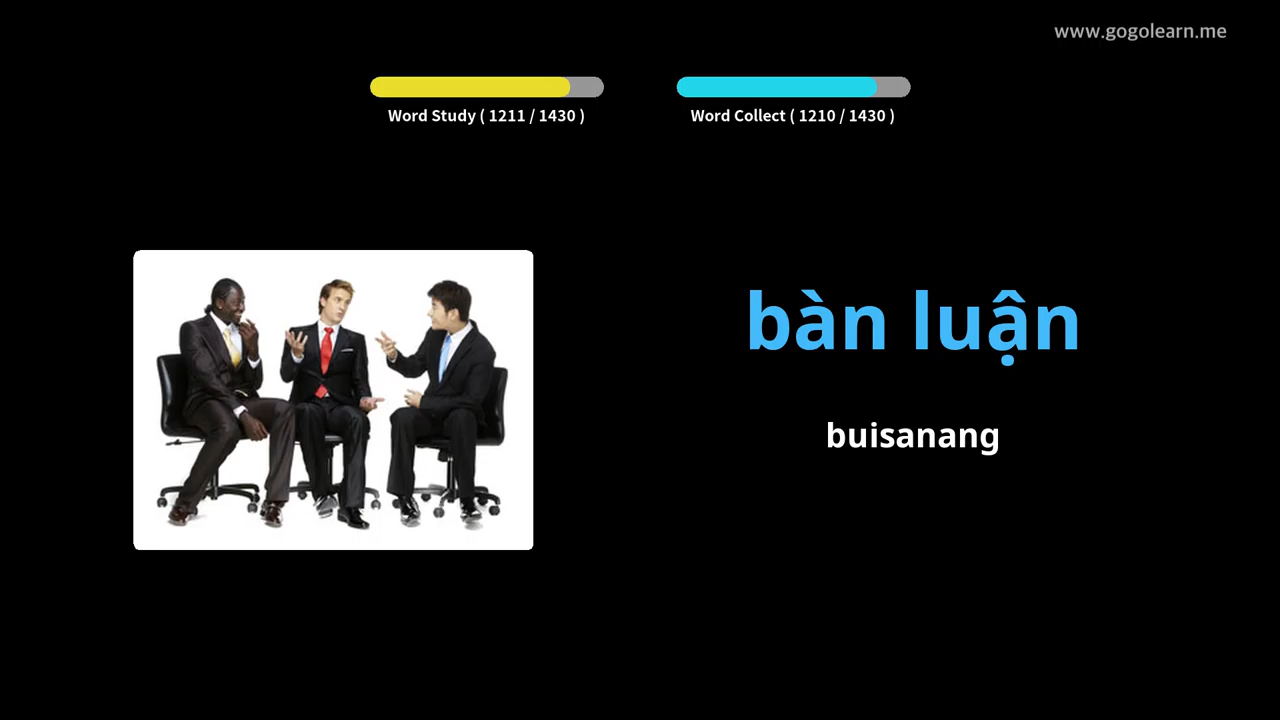 www.gogolearn.me
Word Study ( 1211 / 1430 )
Word Collect ( 1210 / 1430 )
bàn luận
buisanang